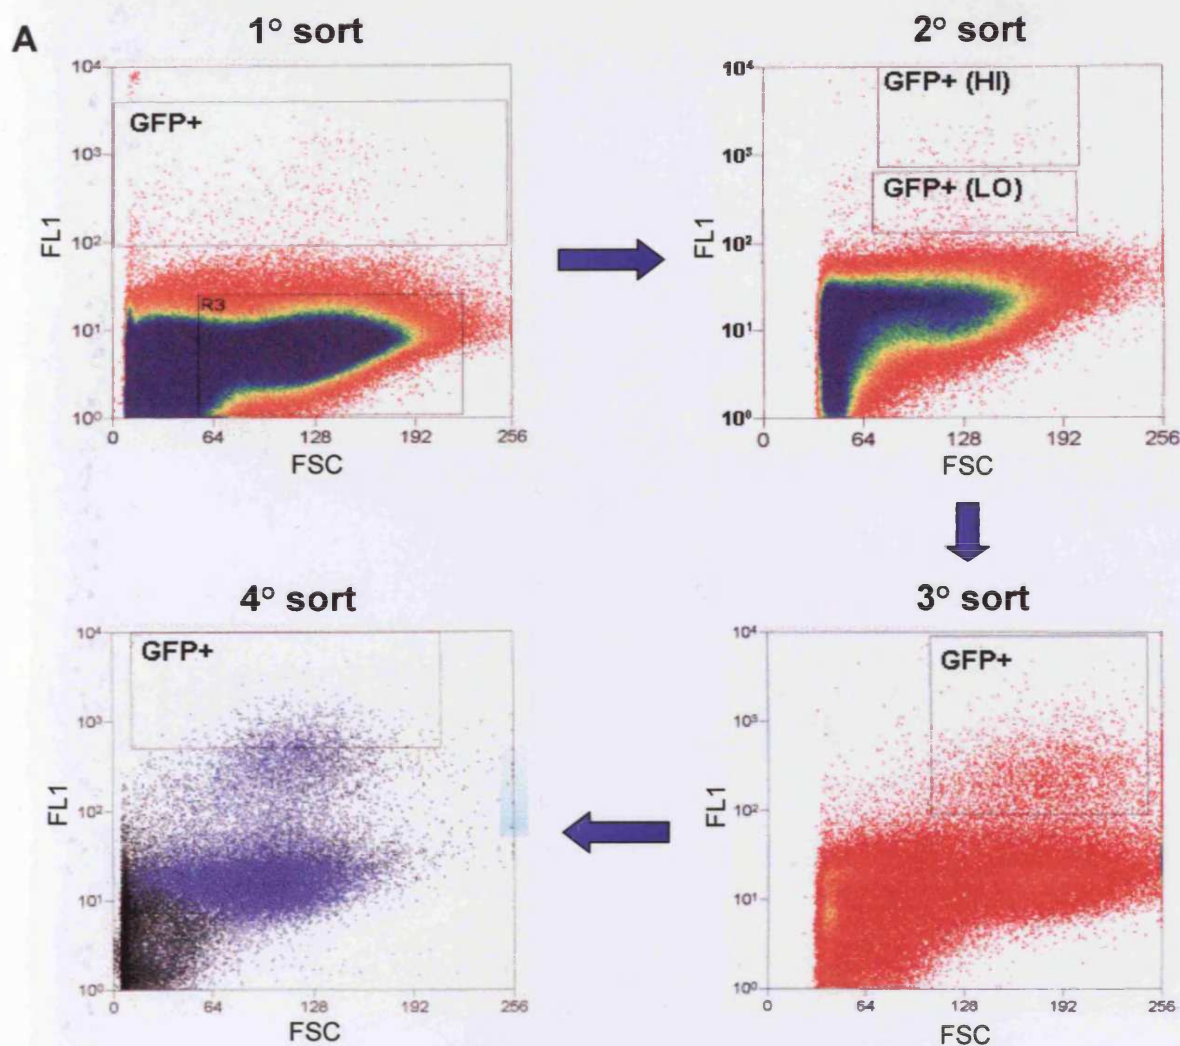 A
1° sort
10⁴
GFP+
10³
FL1
10²
R3
10¹
10⁰
0 64 128 192 256
FSC
2° sort
10⁴
GFP+ (HI)
10³
GFP+ (LO)
FL1
10²
10¹
10⁰
0 64 128 192 256
FSC
4° sort
10⁴
GFP+
10³
FL1
10²
10¹
10⁰
0 64 128 192 256
FSC
3° sort
10⁴
GFP+
10³
FL1
10²
10¹
10⁰
0 64 128 192 256
FSC